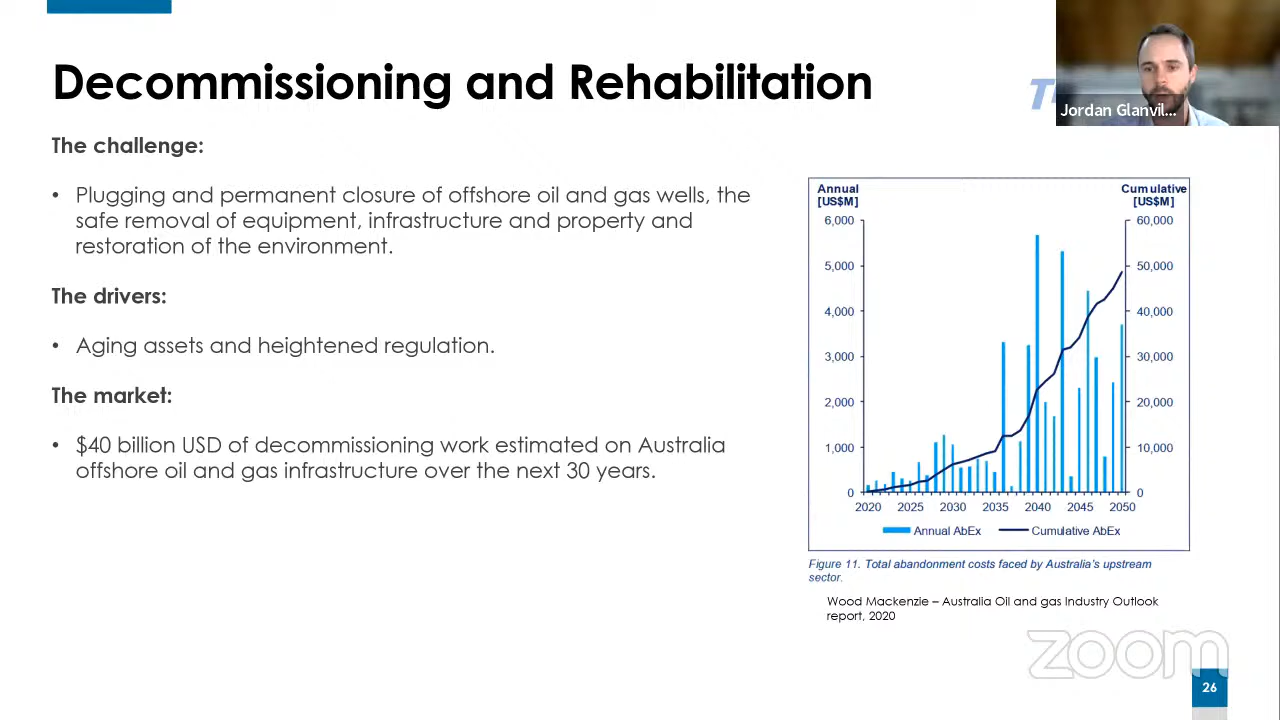 Decommissioning and Rehabilitation
Jordan Glanvil...
The challenge:
• Plugging and permanent closure of offshore oil and gas wells, the
safe removal of equipment, infrastructure and property and
restoration of the environment.
The drivers:
• Aging assets and heightened regulation.
The market:
• $40 billion USD of decommissioning work estimated on Australia
offshore oil and gas infrastructure over the next 30 years.
Annual Cumulative
[US$M] [US$M]
6,000 60,000
5,000 50,000
4,000 40,000
3,000 30,000
2,000 20,000
1,000 10,000
0 0
2020 2025 2030 2035 2040 2045 2050
Annual AbEx Cumulative AbEx
Figure 11. Total abandonment costs faced by Australia's upstream
sector.
Wood Mackenzie – Australia Oil and gas Industry Outlook
report, 2020
zoom
26